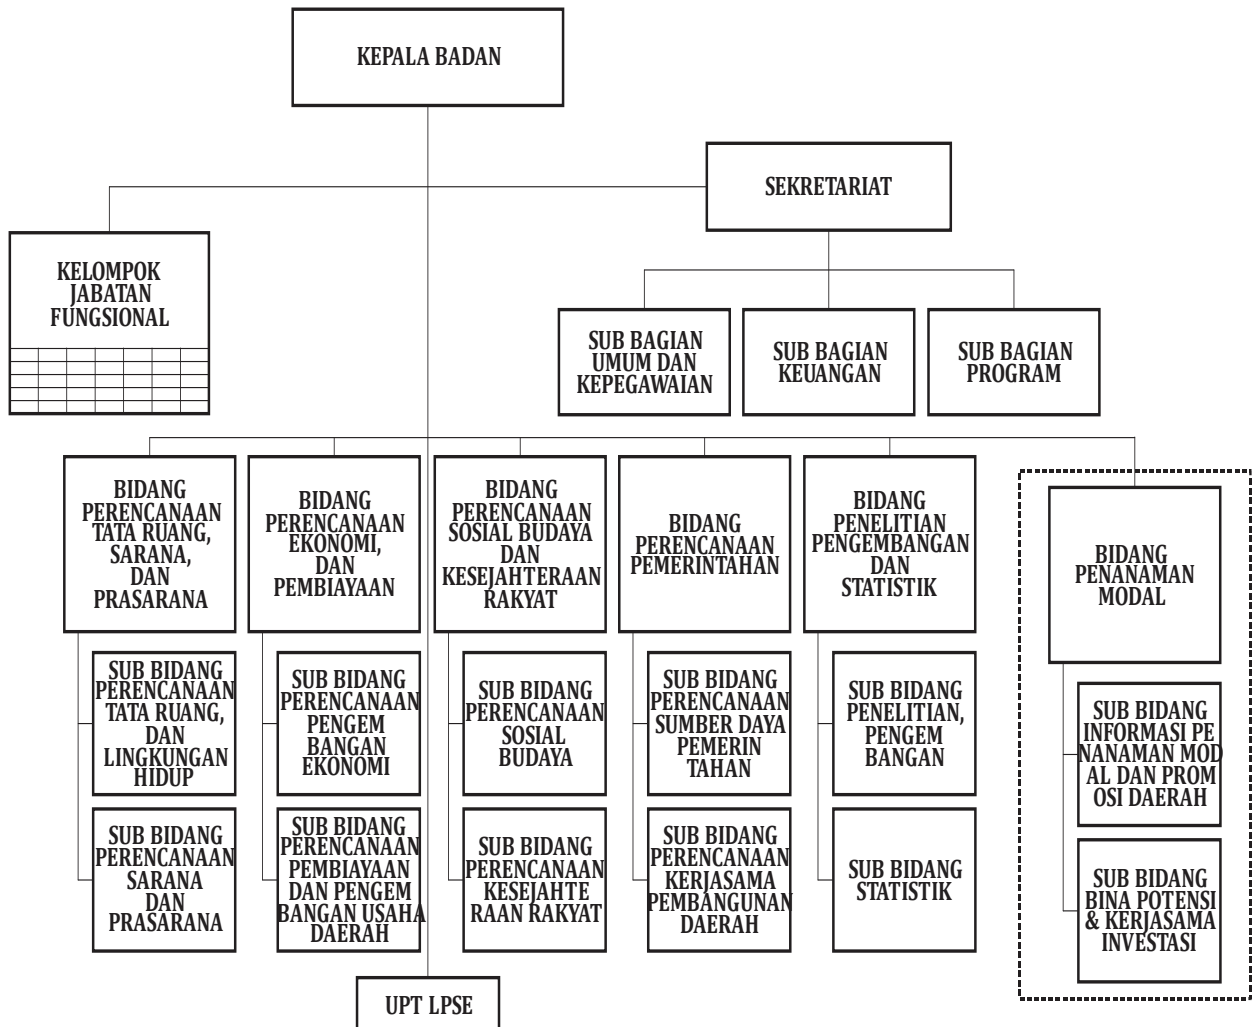 KEPALA BADAN
SEKRETARIAT
KELOMPOK
JABATAN
FUNGSIONAL
SUB BAGIAN
UMUM DAN
KEPEGAWAIAN
SUB BAGIAN
KEUANGAN
SUB BAGIAN
PROGRAM
BIDANG
PERENCANAAN
TATA RUANG,
SARANA,
DAN
PRASARANA
BIDANG
PERENCANAAN
EKONOMI,
DAN
PEMBIAYAAN
BIDANG
PERENCANAAN
SOSIAL BUDAYA
DAN
KESEJAHTERAAN
RAKYAT
BIDANG
PERENCANAAN
PEMERINTAHAN
BIDANG
PENELITIAN
PENGEMBANGAN
DAN
STATISTIK
BIDANG
PENANAMAN
MODAL
SUB BIDANG
PERENCANAAN
TATA RUANG,
DAN
LINGKUNGAN
HIDUP
SUB BIDANG
PERENCANAAN
PENGEM
BANGAN
EKONOMI
SUB BIDANG
PERENCANAAN
SOSIAL
BUDAYA
SUB BIDANG
PERENCANAAN
SUMBER DAYA
PEMERIN
TAHAN
SUB BIDANG
PENELITIAN,
PENGEM
BANGAN
SUB BIDANG
INFORMASI PE
NANAMAN MOD
AL DAN PROM
OSI DAERAH
SUB BIDANG
PERENCANAAN
SARANA
DAN
PRASARANA
SUB BIDANG
PERENCANAAN
PEMBIAYAAN
DAN PENGEM
BANGAN USAHA
DAERAH
SUB BIDANG
PERENCANAAN
KESEJAHTE
RAAN RAKYAT
SUB BIDANG
PERENCANAAN
KERJASAMA
PEMBANGUNAN
DAERAH
SUB BIDANG
STATISTIK
SUB BIDANG
BINA POTENSI
& KERJASAMA
INVESTASI
UPT LPSE